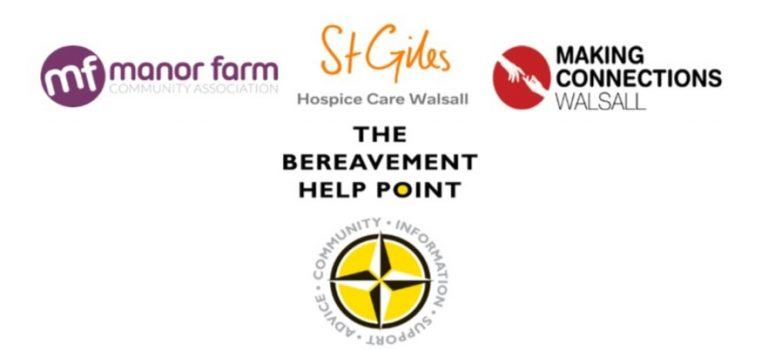 mf manor farm
COMMUNITY ASSOCIATION
St Giles
Hospice Care Walsall
MAKING
CONNECTIONS
WALSALL
THE
BEREAVEMENT
HELP POINT
COMMUNITY • INFORMATION • SUPPORT • ADVICE •